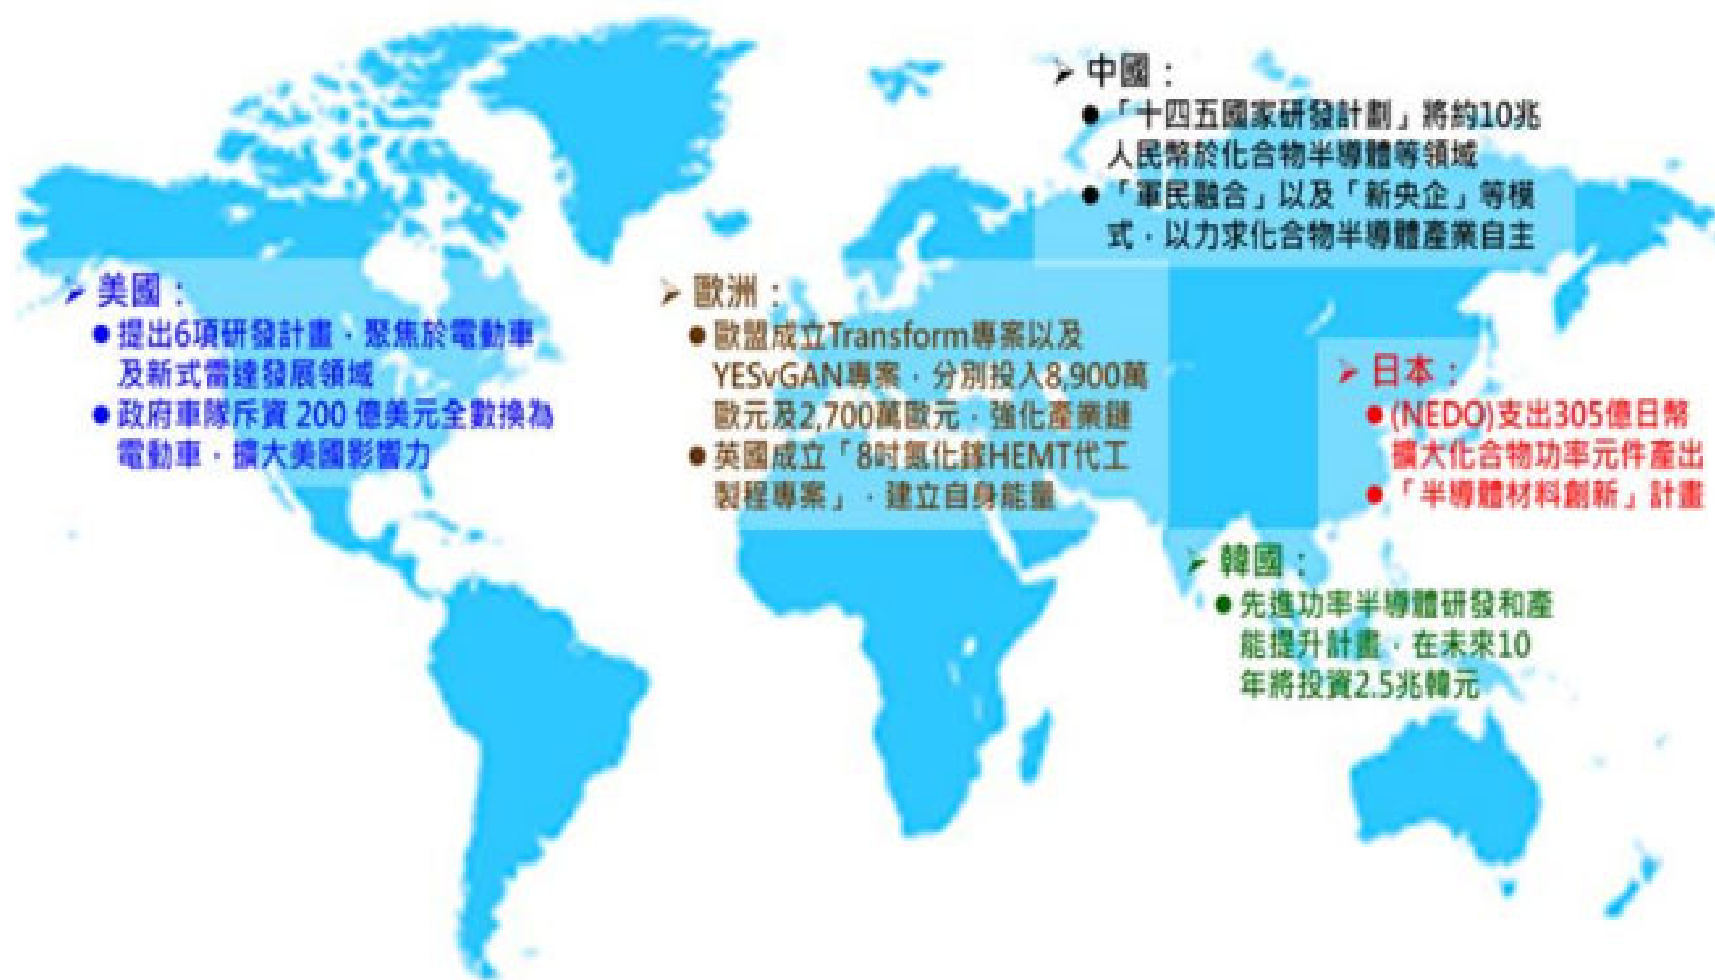 ➢ 中國：
● 「十四五國家研發計劃」將約10兆
人民幣於化合物半導體等領域
● 「軍民融合」以及「新央企」等模
式，以力求化合物半導體產業自主
➢ 美國：
● 提出6項研發計畫，聚焦於電動車
及新式雷達發展領域
● 政府車隊斥資 200 億美元全數換為
電動車，擴大美國影響力
➢ 歐洲：
● 歐盟成立Transform專案以及
YESvGAN專案，分別投入8,900萬
歐元及2,700萬歐元，強化產業鏈
● 英國成立「8吋氮化鎵HEMT代工
製程專案」，建立自身能量
➢ 日本：
● (NEDO)支出305億日幣
擴大化合物功率元件產出
● 「半導體材料創新」計畫
➢ 韓國：
● 先進功率半導體研發和產
能提升計畫，在未來10
年將投資2.5兆韓元